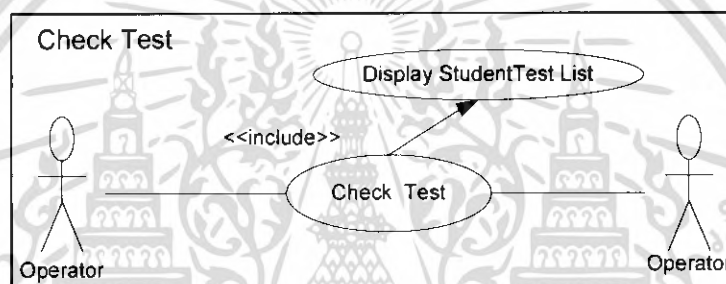 Check Test
Display StudentTest List
<<include>>
Check Test
Operator
Operator